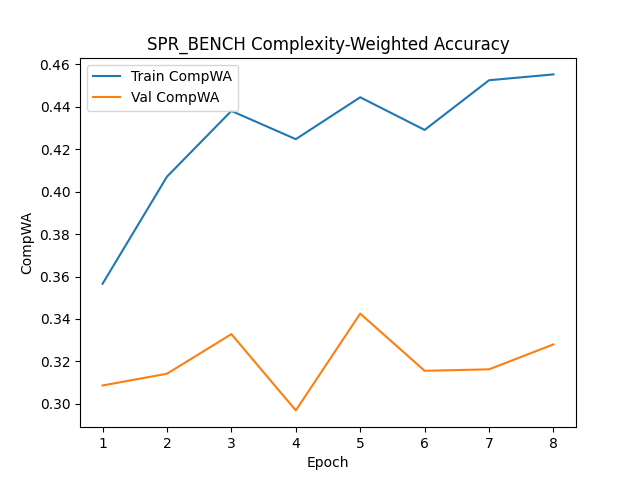 SPR_BENCH Complexity-Weighted Accuracy
Train CompWA
Val CompWA
CompWA
0.46
0.44
0.42
0.40
0.38
0.36
0.34
0.32
0.30
1 2 3 4 5 6 7 8
Epoch